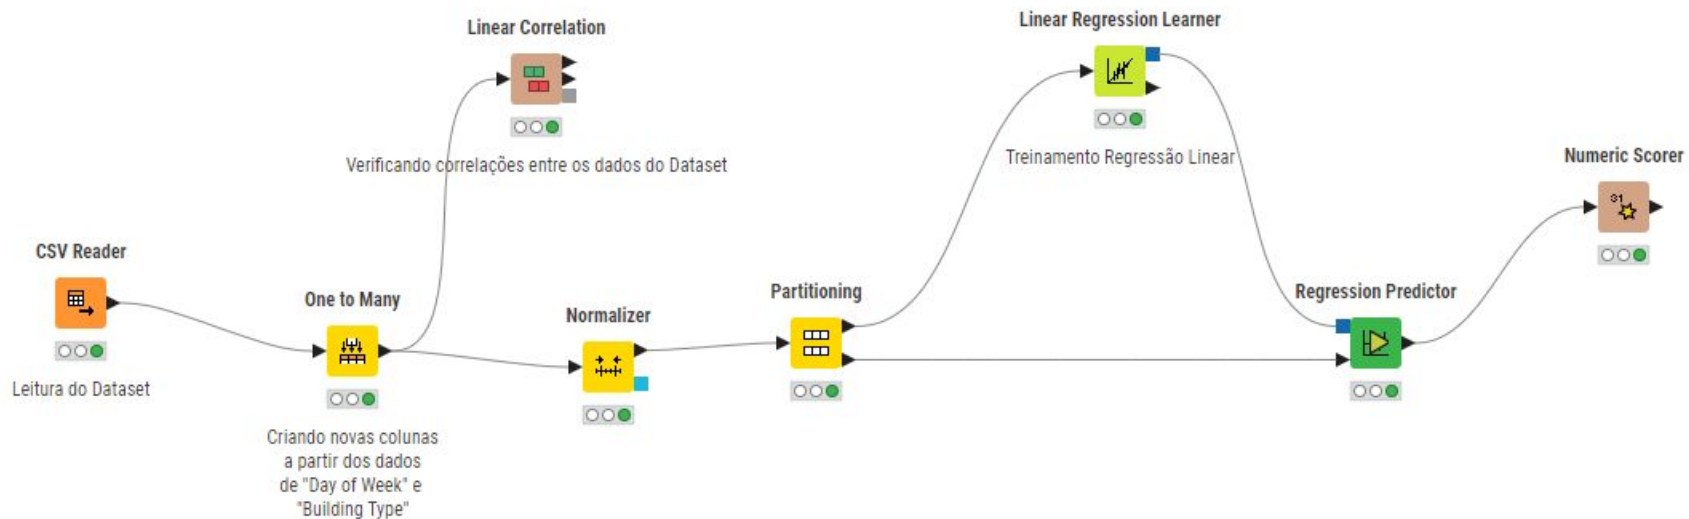 Linear Correlation
Verificando correlações entre os dados do Dataset
Linear Regression Learner
Treinamento Regressão Linear
Numeric Scorer
CSV Reader
Leitura do Dataset
One to Many
Criando novas colunas
a partir dos dados
de "Day of Week" e
"Building Type"
Normalizer
Partitioning
Regression Predictor